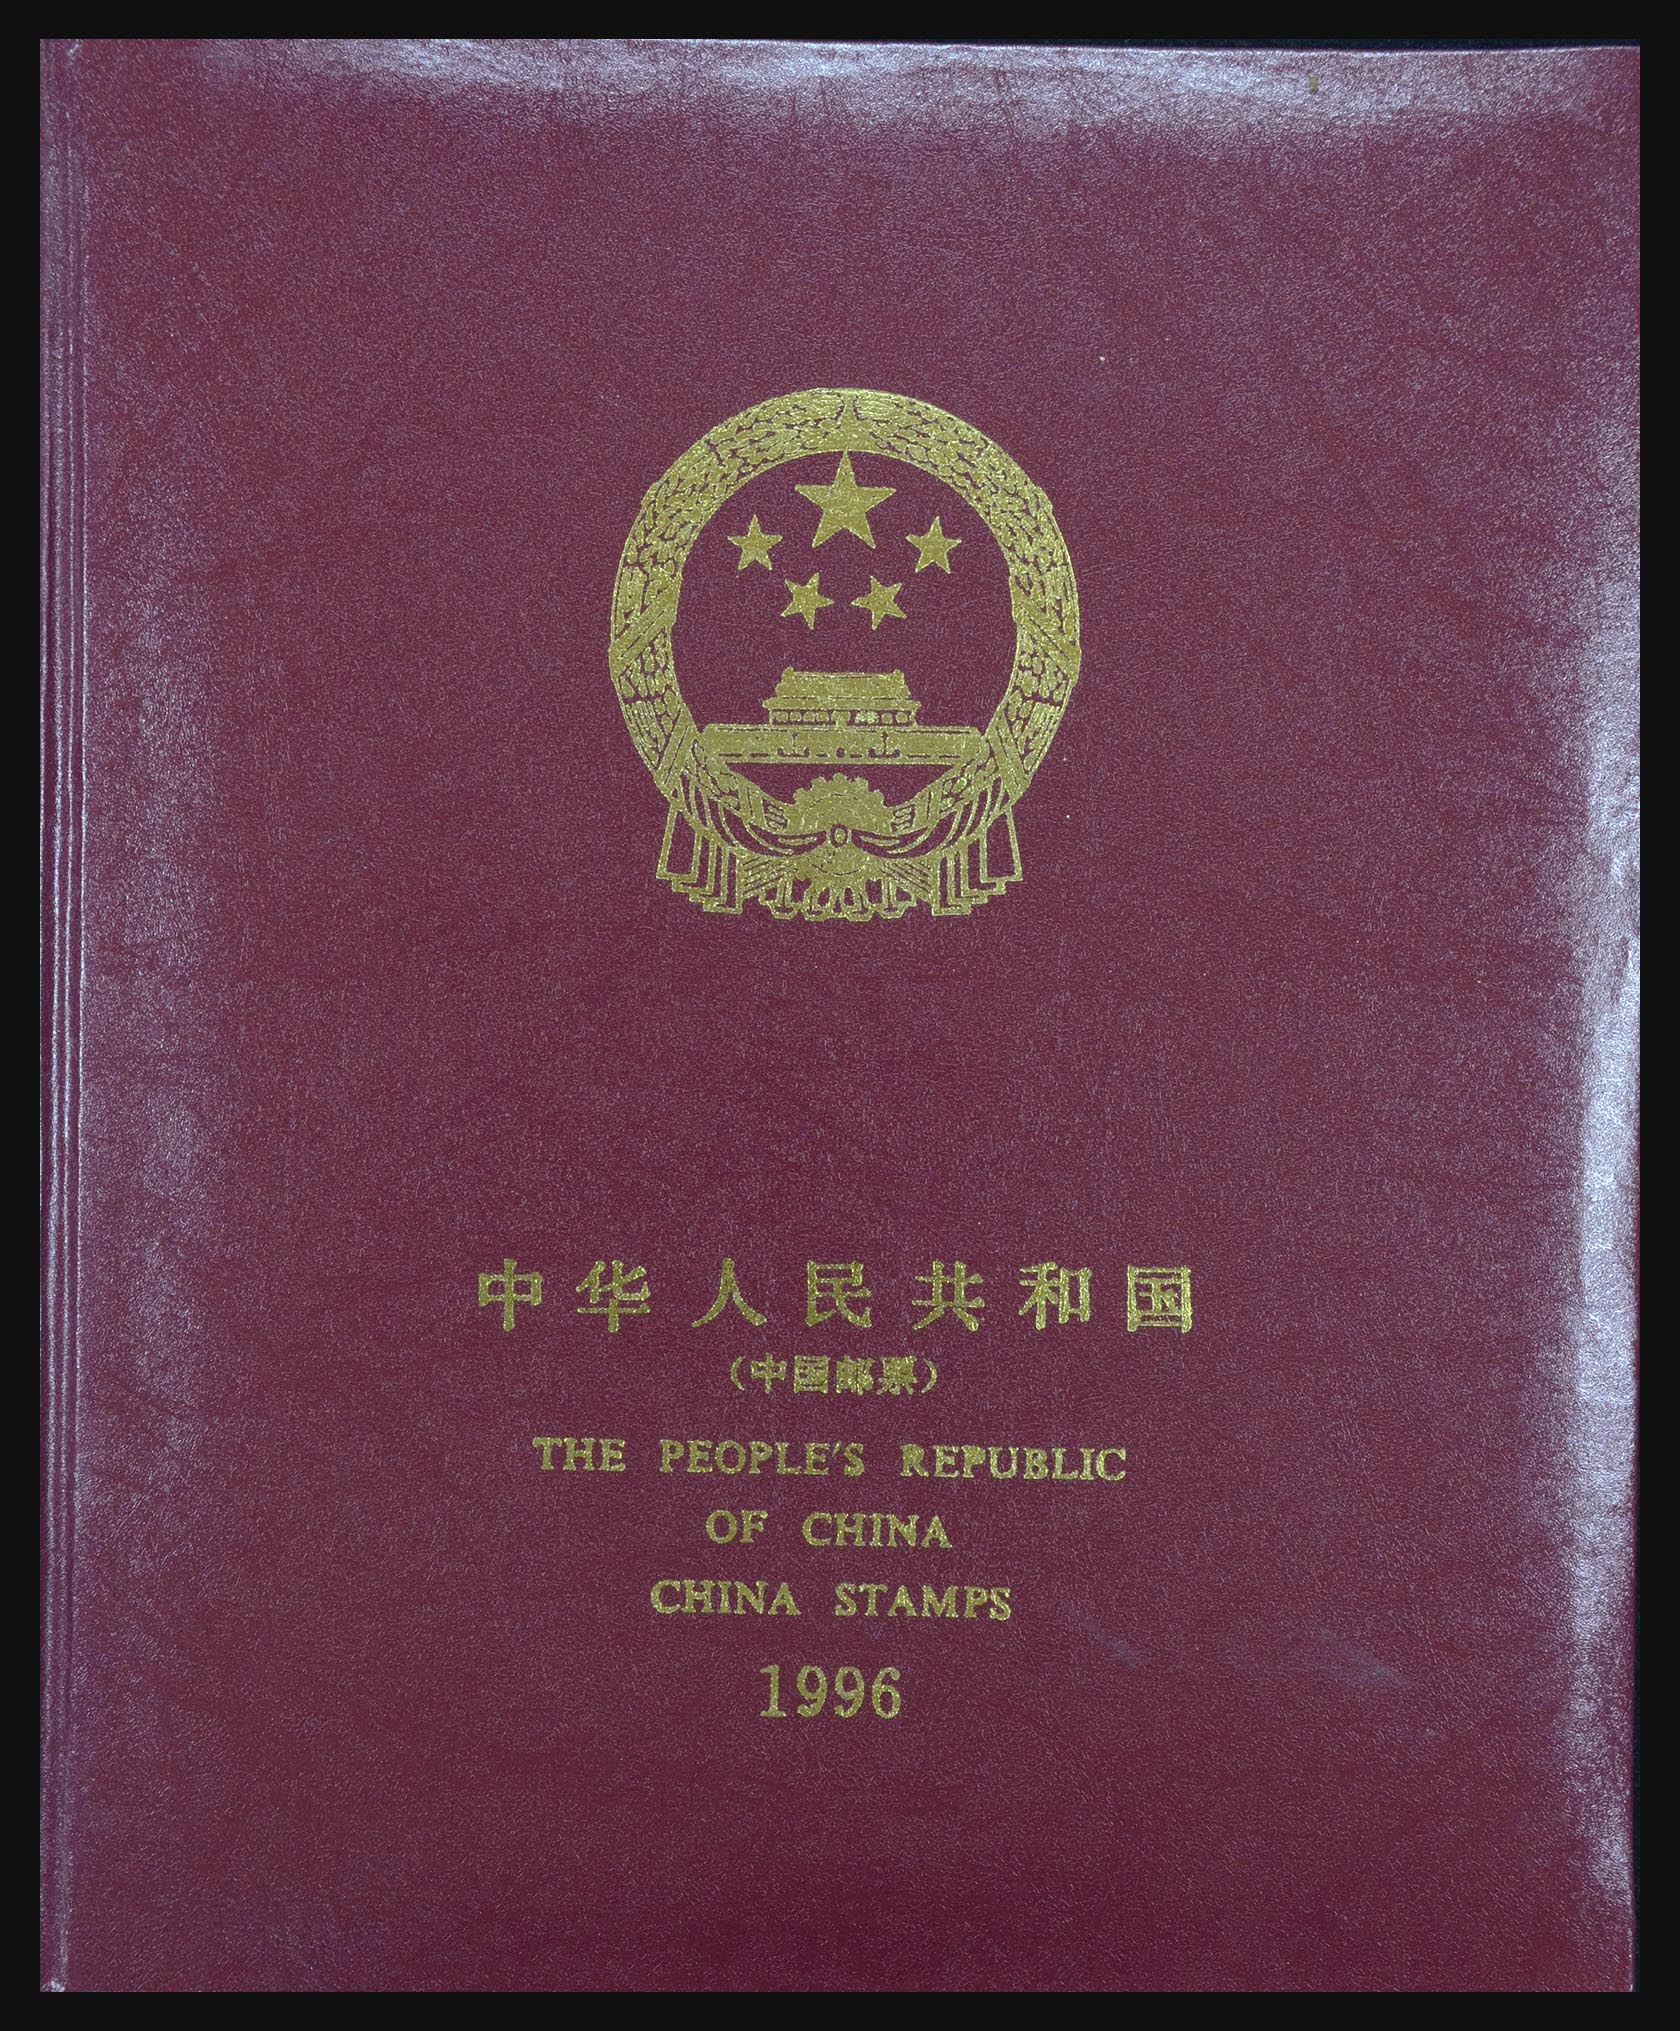 中华人民共和国
（中国邮票）
THE PEOPLE'S REPUBLIC
OF CHINA
CHINA STAMPS
1996